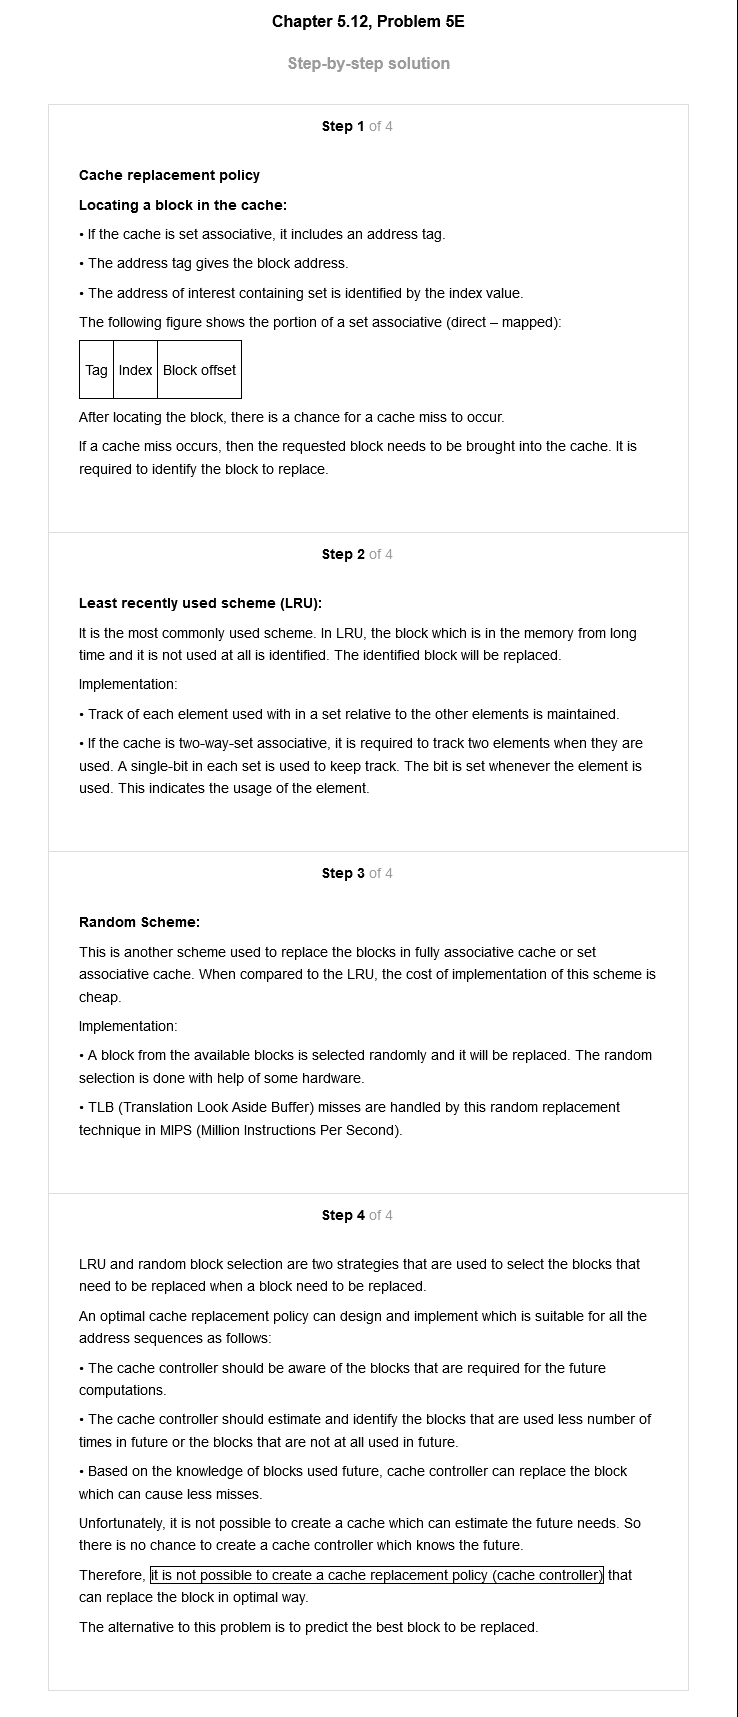 Chapter 5.12, Problem 5E
Step-by-step solution
Step 1 of 4
Cache replacement policy
Locating a block in the cache:
• If the cache is set associative, it includes an address tag.
• The address tag gives the block address.
• The address of interest containing set is identified by the index value.
The following figure shows the portion of a set associative (direct – mapped):
Tag Index Block offset
After locating the block, there is a chance for a cache miss to occur.
If a cache miss occurs, then the requested block needs to be brought into the cache. It is
required to identify the block to replace.
Step 2 of 4
Least recently used scheme (LRU):
It is the most commonly used scheme. In LRU, the block which is in the memory from long
time and it is not used at all is identified. The identified block will be replaced.
Implementation:
• Track of each element used with in a set relative to the other elements is maintained.
• If the cache is two-way-set associative, it is required to track two elements when they are
used. A single-bit in each set is used to keep track. The bit is set whenever the element is
used. This indicates the usage of the element.
Step 3 of 4
Random Scheme:
This is another scheme used to replace the blocks in fully associative cache or set
associative cache. When compared to the LRU, the cost of implementation of this scheme is
cheap.
Implementation:
• A block from the available blocks is selected randomly and it will be replaced. The random
selection is done with help of some hardware.
• TLB (Translation Look Aside Buffer) misses are handled by this random replacement
technique in MIPS (Million Instructions Per Second).
Step 4 of 4
LRU and random block selection are two strategies that are used to select the blocks that
need to be replaced when a block need to be replaced.
An optimal cache replacement policy can design and implement which is suitable for all the
address sequences as follows:
• The cache controller should be aware of the blocks that are required for the future
computations.
• The cache controller should estimate and identify the blocks that are used less number of
times in future or the blocks that are not at all used in future.
• Based on the knowledge of blocks used future, cache controller can replace the block
which can cause less misses.
Unfortunately, it is not possible to create a cache which can estimate the future needs. So
there is no chance to create a cache controller which knows the future.
Therefore, it is not possible to create a cache replacement policy (cache controller) that
can replace the block in optimal way.
The alternative to this problem is to predict the best block to be replaced.